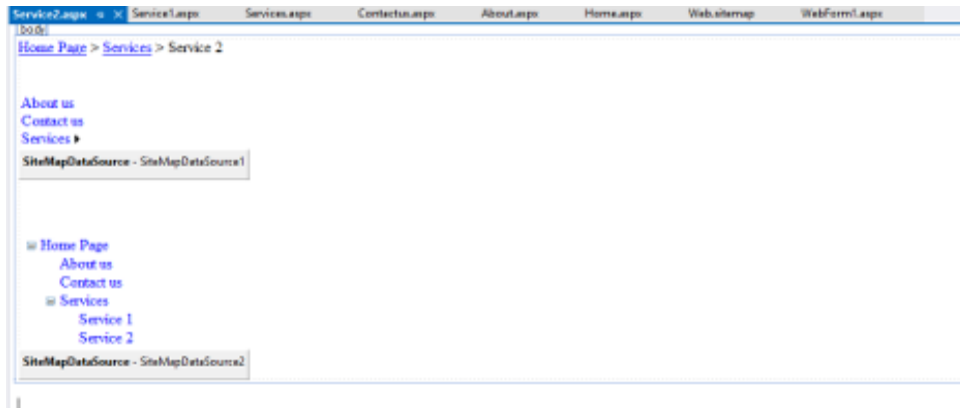 Service2.aspx Service1.aspx Services.aspx Contactus.aspx About.aspx Home.aspx Web.sitemap WebForm1.aspx
body
Home Page > Services > Service 2
About us
Contact us
Services
SiteMapDataSource - SiteMapDataSource1
Home Page
About us
Contact us
Services
Service 1
Service 2
SiteMapDataSource - SiteMapDataSource2